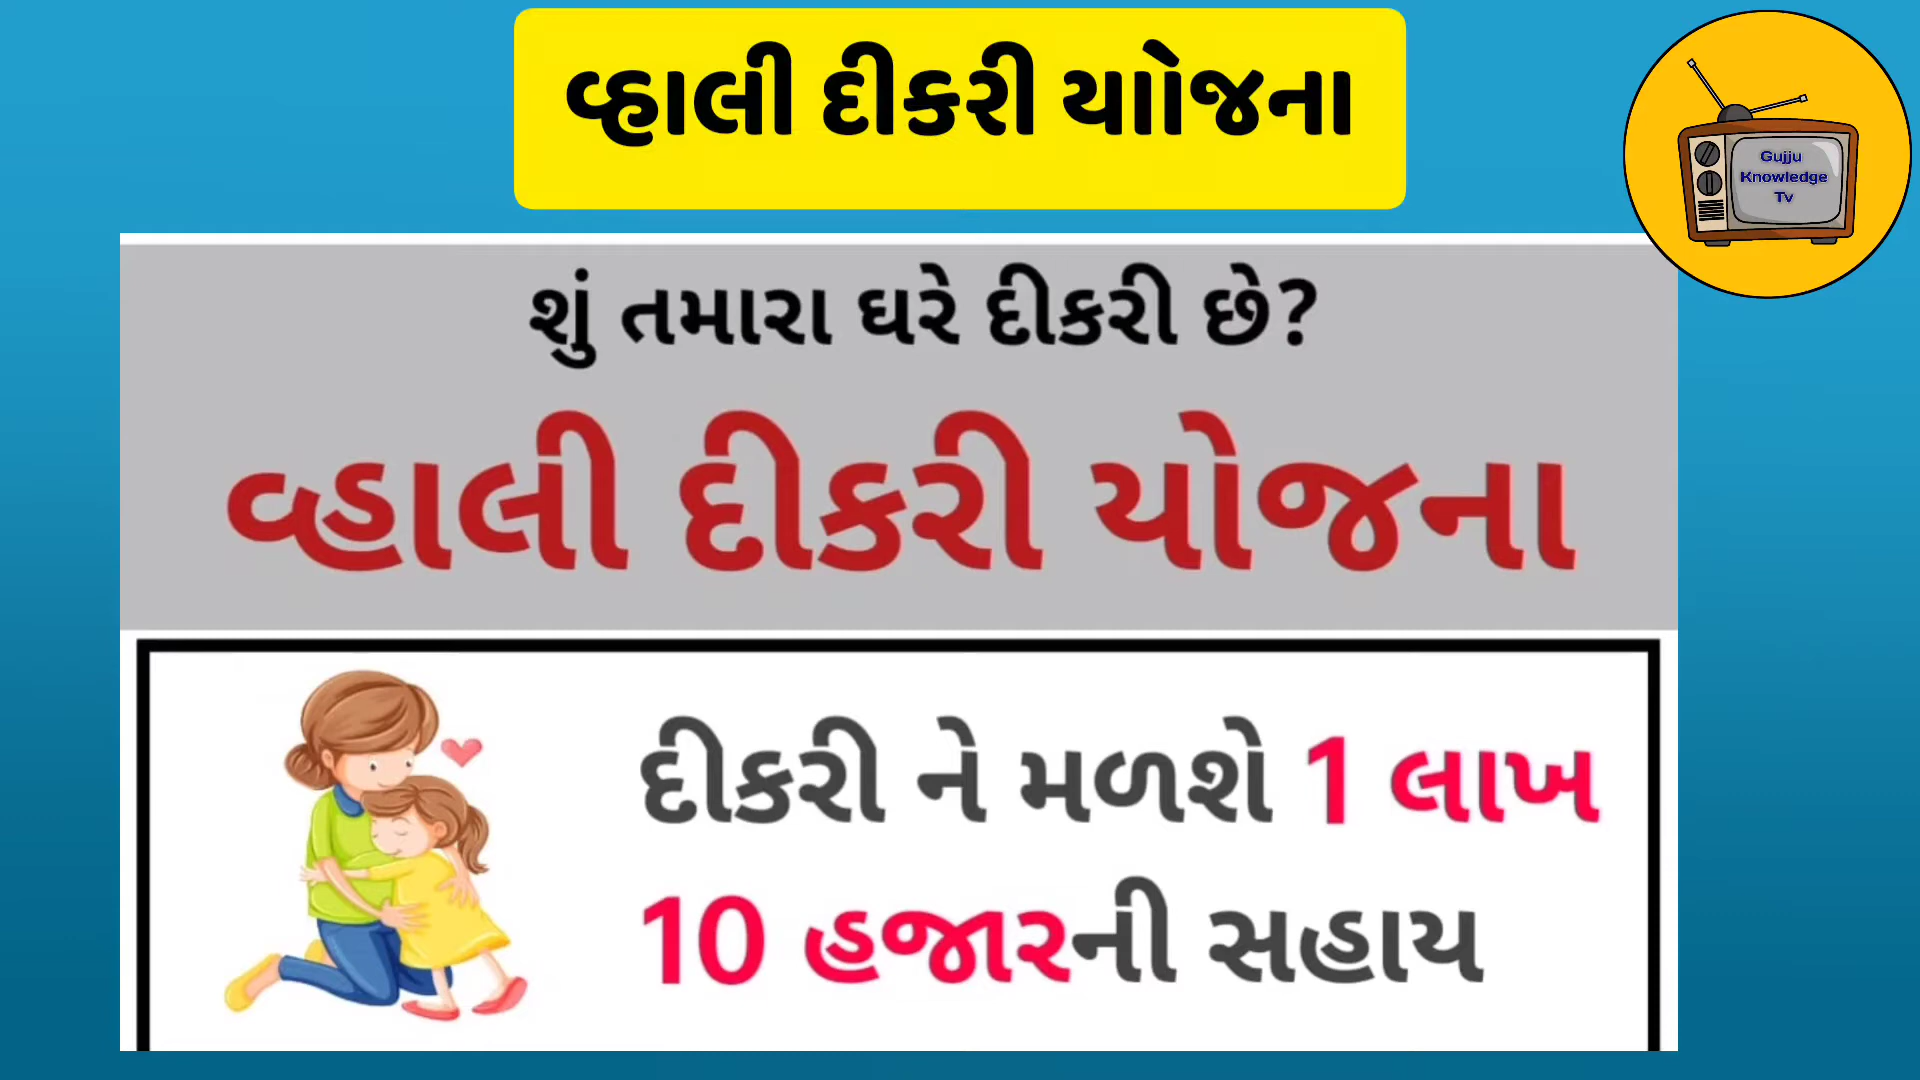 વ્હાલી દીકરી યાોજના
Gujju
Knowledge
Tv
શું તમારા ઘરે દીકરી છે?
વ્હાલી દીકરી યોજના
દીકરી ને મળશે 1 લાખ
10 હજારની સહાય